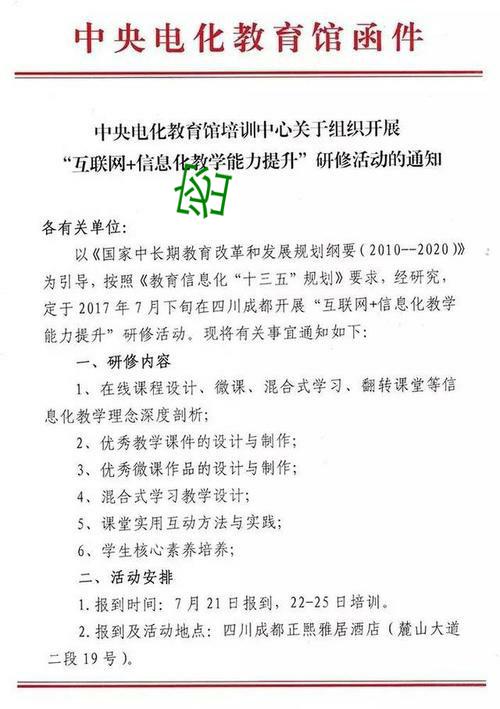 中央电化教育馆函件
中央电化教育馆培训中心关于组织开展
“互联网+信息化教学能力提升”研修活动的通知
各有关单位：
以《国家中长期教育改革和发展规划纲要（2010--2020）》
为引导，按照《教育信息化“十三五”规划》要求，经研究，
定于 2017 年 7 月下旬在四川成都开展“互联网+信息化教学
能力提升”研修活动。现将有关事宜通知如下：
一、研修内容
1、在线课程设计、微课、混合式学习、翻转课堂等信
息化教学理念深度剖析；
2、优秀教学课件的设计与制作；
3、优秀微课作品的设计与制作；
4、混合式学习教学设计；
5、课堂实用互动方法与实践；
6、学生核心素养培养；
二、活动安排
1.报到时间：7 月 21 日报到，22-25 日培训。
2.报到及活动地点：四川成都正熙雅居酒店（麓山大道
二段 19 号）。